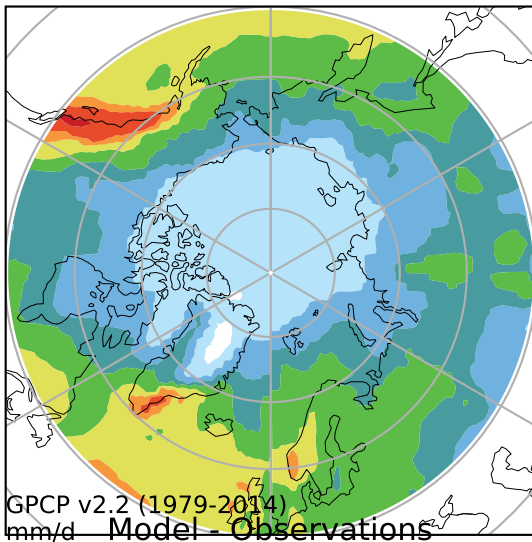 GPCP v2.2 (1979-2014)
mm/d Model - Observations